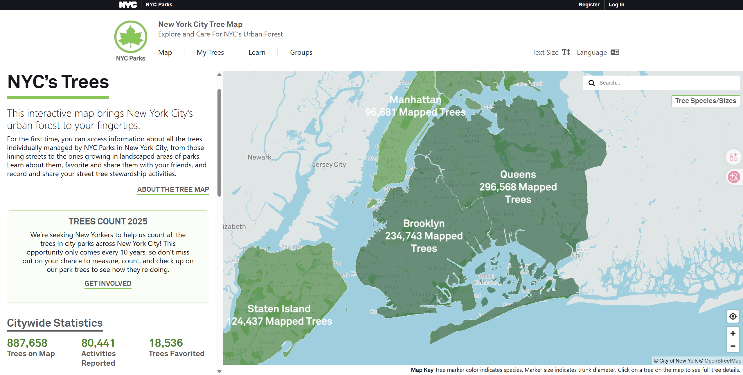 NYC NYC Parks Register Log In
New York City Tree Map
Explore and Care For NYC's Urban Forest
Map My Trees Learn Groups
NYC Parks
Text Size Language
NYC's Trees
This interactive map brings New York City's
urban forest to your fingertips.
For the first time, you can access information about all the trees
individually managed by NYC Parks in New York City, from those
lining streets to the ones growing in landscaped areas of parks.
Learn about them, favorite and share them with your friends, and
record and share your street tree stewardship activities.
ABOUT THE TREE MAP
TREES COUNT 2025
We're seeking New Yorkers to help us count all the
trees in city parks across New York City! This
opportunity only comes every 10 years, so don't miss
out on your chance to measure, count, and check up on
our park trees to see how they're doing.
GET INVOLVED
Citywide Statistics
887,658 80,441 18,536
Trees on Map Activities Trees Favorited
Reported
Search...
Tree Species/Sizes
Manhattan
96,681 Mapped Trees
Newark
Jersey City
Queens
296,568 Mapped
Trees
Brooklyn
234,743 Mapped
Trees
izabeth
Staten Island
124,437 Mapped Trees
+
−
© City of New York, © OpenStreetMap
Map Key Tree marker color indicates species. Marker size indicates trunk diameter. Click on a tree on the map to see full tree details.